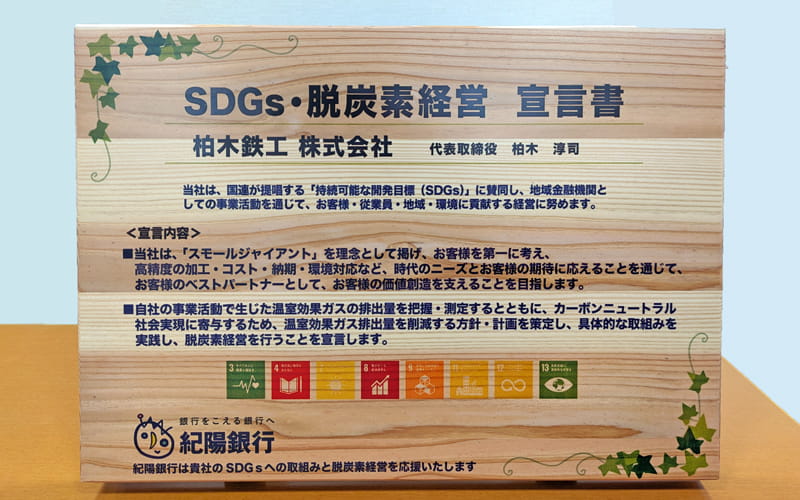 SDGs・脱炭素経営 宣言書
柏木鉄工 株式会社 代表取締役 柏木 淳司
当社は、国連が提唱する「持続可能な開発目標（SDGs）」に賛同し、地域金融機関と
しての事業活動を通じて、お客様・従業員・地域・環境に貢献する経営に努めます。
＜宣言内容＞
■当社は、「スモールジャイアント」を理念として掲げ、お客様を第一に考え、
高精度の加工・コスト・納期・環境対応など、時代のニーズとお客様の期待に応えることを通じて、
お客様のベストパートナーとして、お客様の価値創造を支えることを目指します。
■自社の事業活動で生じた温室効果ガスの排出量を把握・測定するとともに、カーボンニュートラル
社会実現に寄与するため、温室効果ガス排出量を削減する方針・計画を策定し、具体的な取組みを
実践し、脱炭素経営を行うことを宣言します。
3 4 8 9 11 12 13
銀行をこえる銀行へ
紀陽銀行
紀陽銀行は貴社のSDGsへの取組みと脱炭素経営を応援いたします